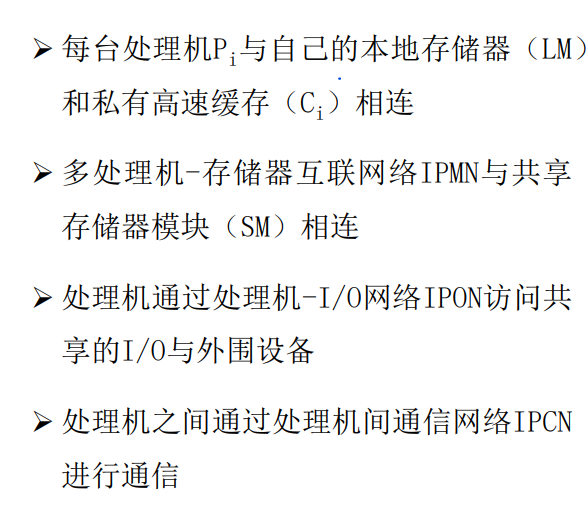 ➢ 每台处理机Pi与自己的本地存储器（LM）
和私有高速缓存（Ci）相连
➢ 多处理机-存储器互联网络IPMN与共享
存储器模块（SM）相连
➢ 处理机通过处理机-I/O网络IPON访问共
享的I/O与外围设备
➢ 处理机之间通过处理机间通信网络IPCN
进行通信